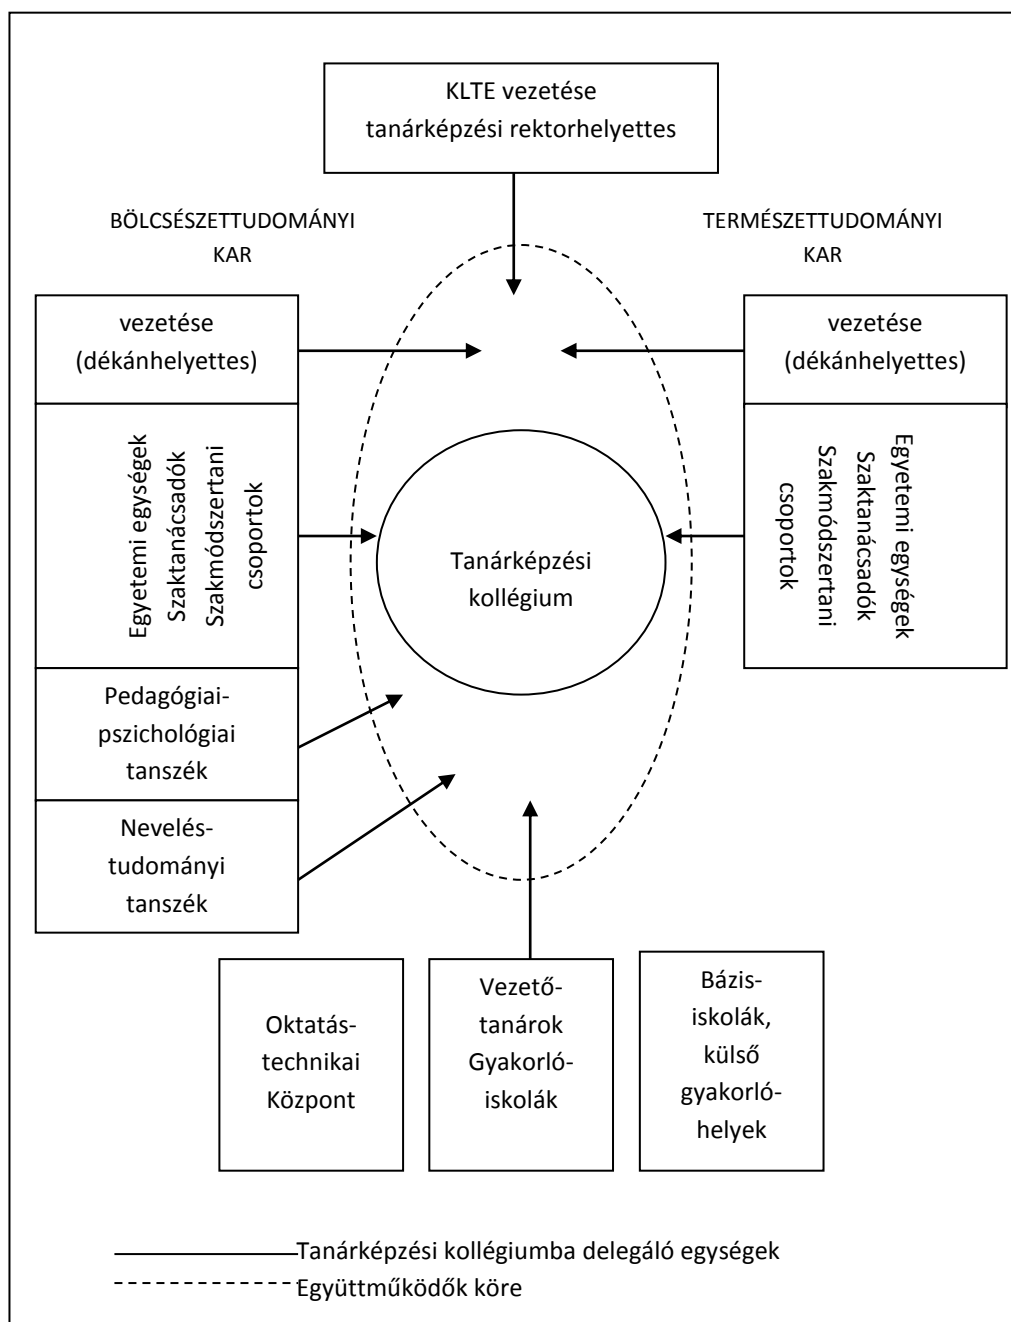 KLTE vezetése
tanárképzési rektorhelyettes
BÖLCSÉSZETTUDOMÁNYI
KAR
TERMÉSZETTUDOMÁNYI
KAR
vezetése
(dékánhelyettes)
vezetése
(dékánhelyettes)
Egyetemi egységek
Szaktanácsadók
Szakmódszertani
csoportok
Tanárképzési
kollégium
Egyetemi egységek
Szaktanácsadók
Szakmódszertani
csoportok
Pedagógiai-
pszichológiai
tanszék
Nevelés-
tudományi
tanszék
Oktatás-
technikai
Központ
Vezető-
tanárok
Gyakorló-
iskolák
Bázis-
iskolák,
külső
gyakorló-
helyek
Tanárképzési kollégiumba delegáló egységek
Együttműködők köre